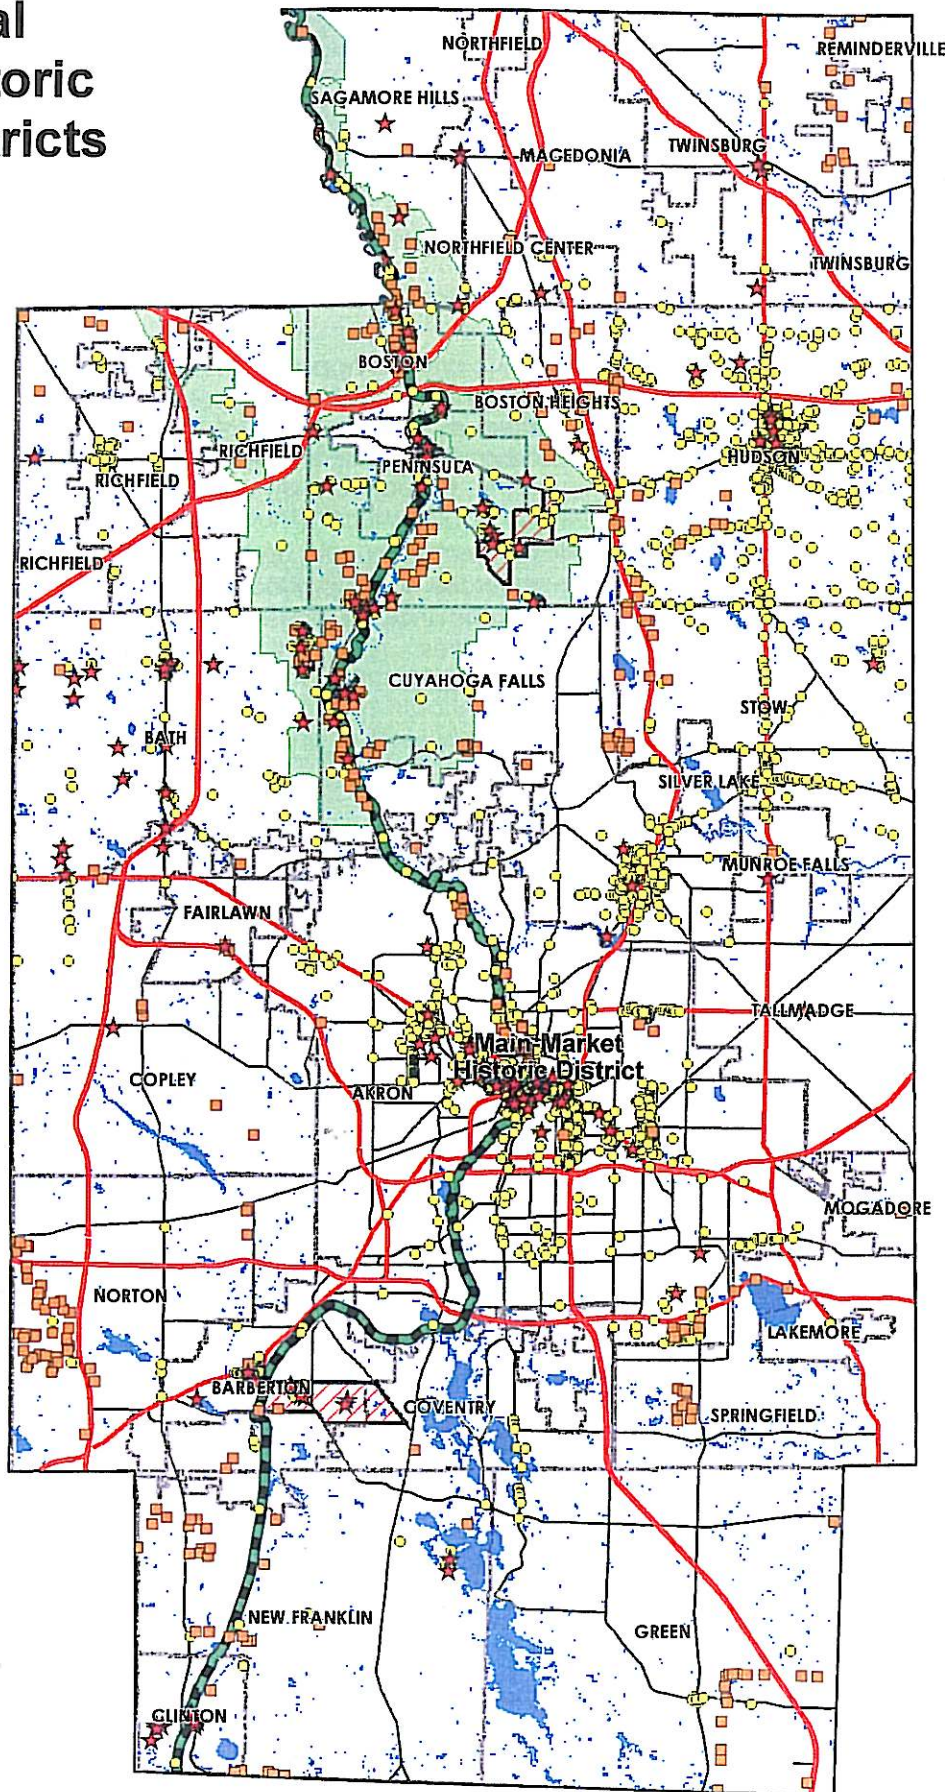 al
toric
tricts
NORTHFIELD
REMINDERVILLE
SAGAMORE HILLS
MACEDONIA
TWINSBURG
NORTHFIELD CENTER
TWINSBURG
BOSTON
BOSTON HEIGHTS
RICHFIELD
PENINSULA
HUDSON
RICHFIELD
RICHFIELD
CUYAHOGA FALLS
STOW
BATH
SILVER LAKE
MUNROE FALLS
FAIRLAWN
TALLMADGE
Main-Market
Historic District
COPLEY
AKRON
MOGADORE
NORTON
LAKEMORE
BARBERTON
COVENTRY
SPRINGFIELD
NEW FRANKLIN
GREEN
CLINTON